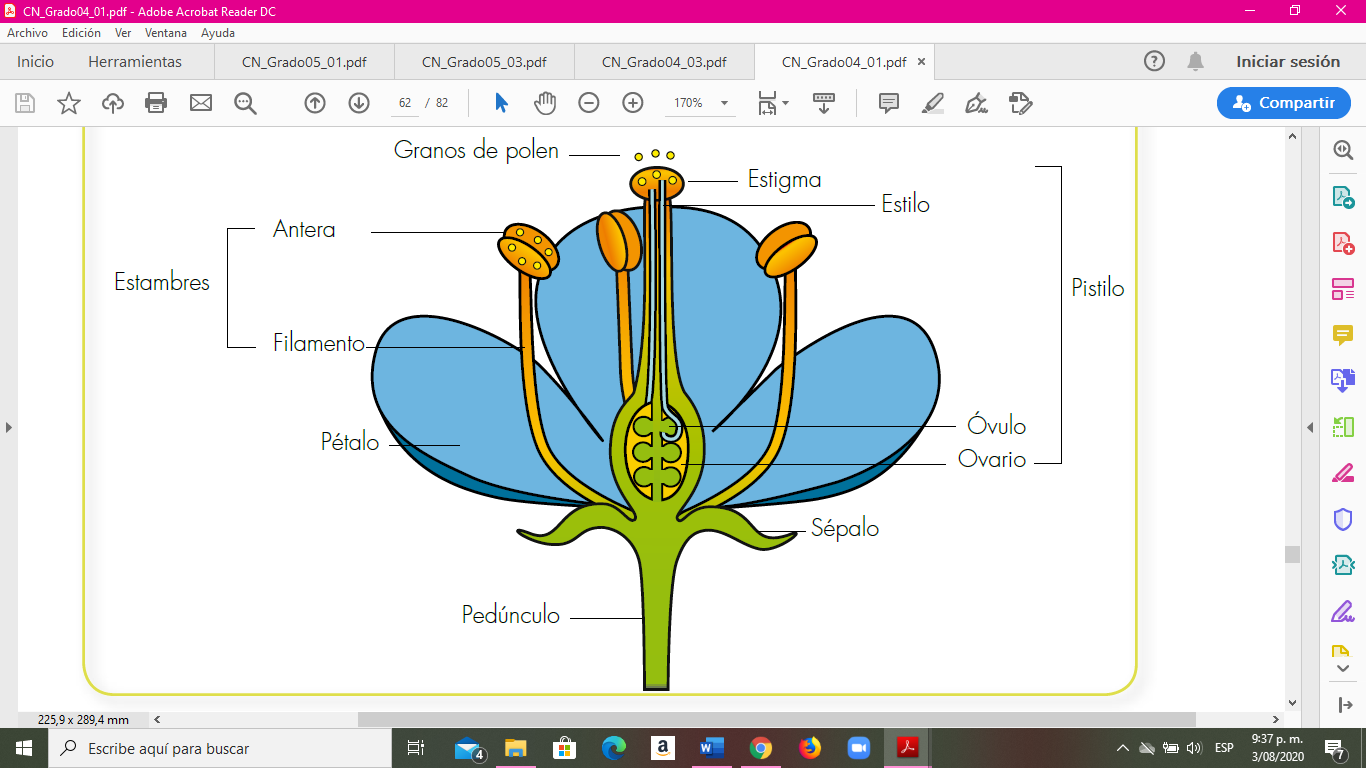 CN_Grado04_01.pdf - Adobe Acrobat Reader DC
Archivo Edición Ver Ventana Ayuda
Inicio Herramientas CN_Grado05_01.pdf CN_Grado05_03.pdf CN_Grado04_03.pdf CN_Grado04_01.pdf × Iniciar sesión
62 / 82 170% Compartir
Granos de polen
Estigma
Estilo
Antera
Estambres
Pistilo
Filamento
Óvulo
Pétalo
Ovario
Sépalo
Pedúnculo
225,9 x 289,4 mm
Escribe aquí para buscar
4
a
ESP
9:37 p. m.
3/08/2020
7